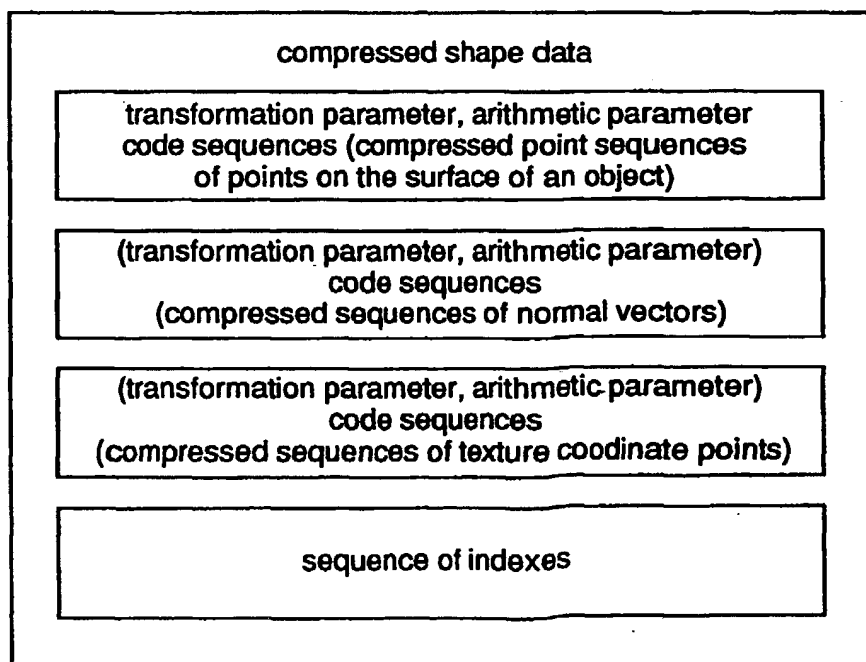 compressed shape data
transformation parameter, arithmetic parameter
code sequences (compressed point sequences
of points on the surface of an object)
(transformation parameter, arithmetic parameter)
code sequences
(compressed sequences of normal vectors)
(transformation parameter, arithmetic parameter)
code sequences
(compressed sequences of texture coodinate points)
sequence of indexes